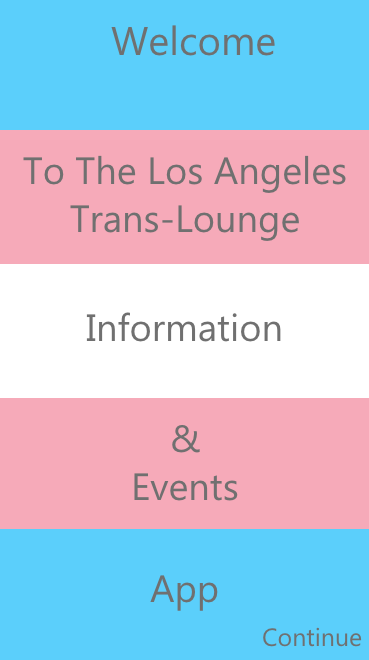 Welcome
To The Los Angeles
Trans-Lounge
Information
&
Events
App
Continue